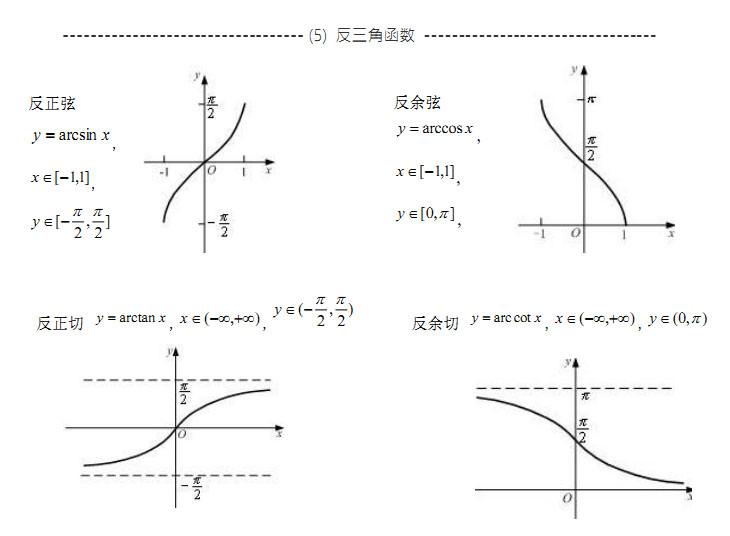 (5) 反三角函数
反正弦
y = arcsin x,
x∈[−1,1],
y∈[−π/2, π/2]
y
π/2
-1
O
1
x
−π/2
反余弦
y = arccos x,
x∈[−1,1],
y∈[0,π],
y
π
π/2
-1
O
1
x
反正切 y = arctan x, x∈(−∞,+∞), y∈(−π/2, π/2)
y
π/2
O
x
−π/2
反余切 y = arc cot x, x∈(−∞,+∞), y∈(0,π)
y
π
π/2
O
x